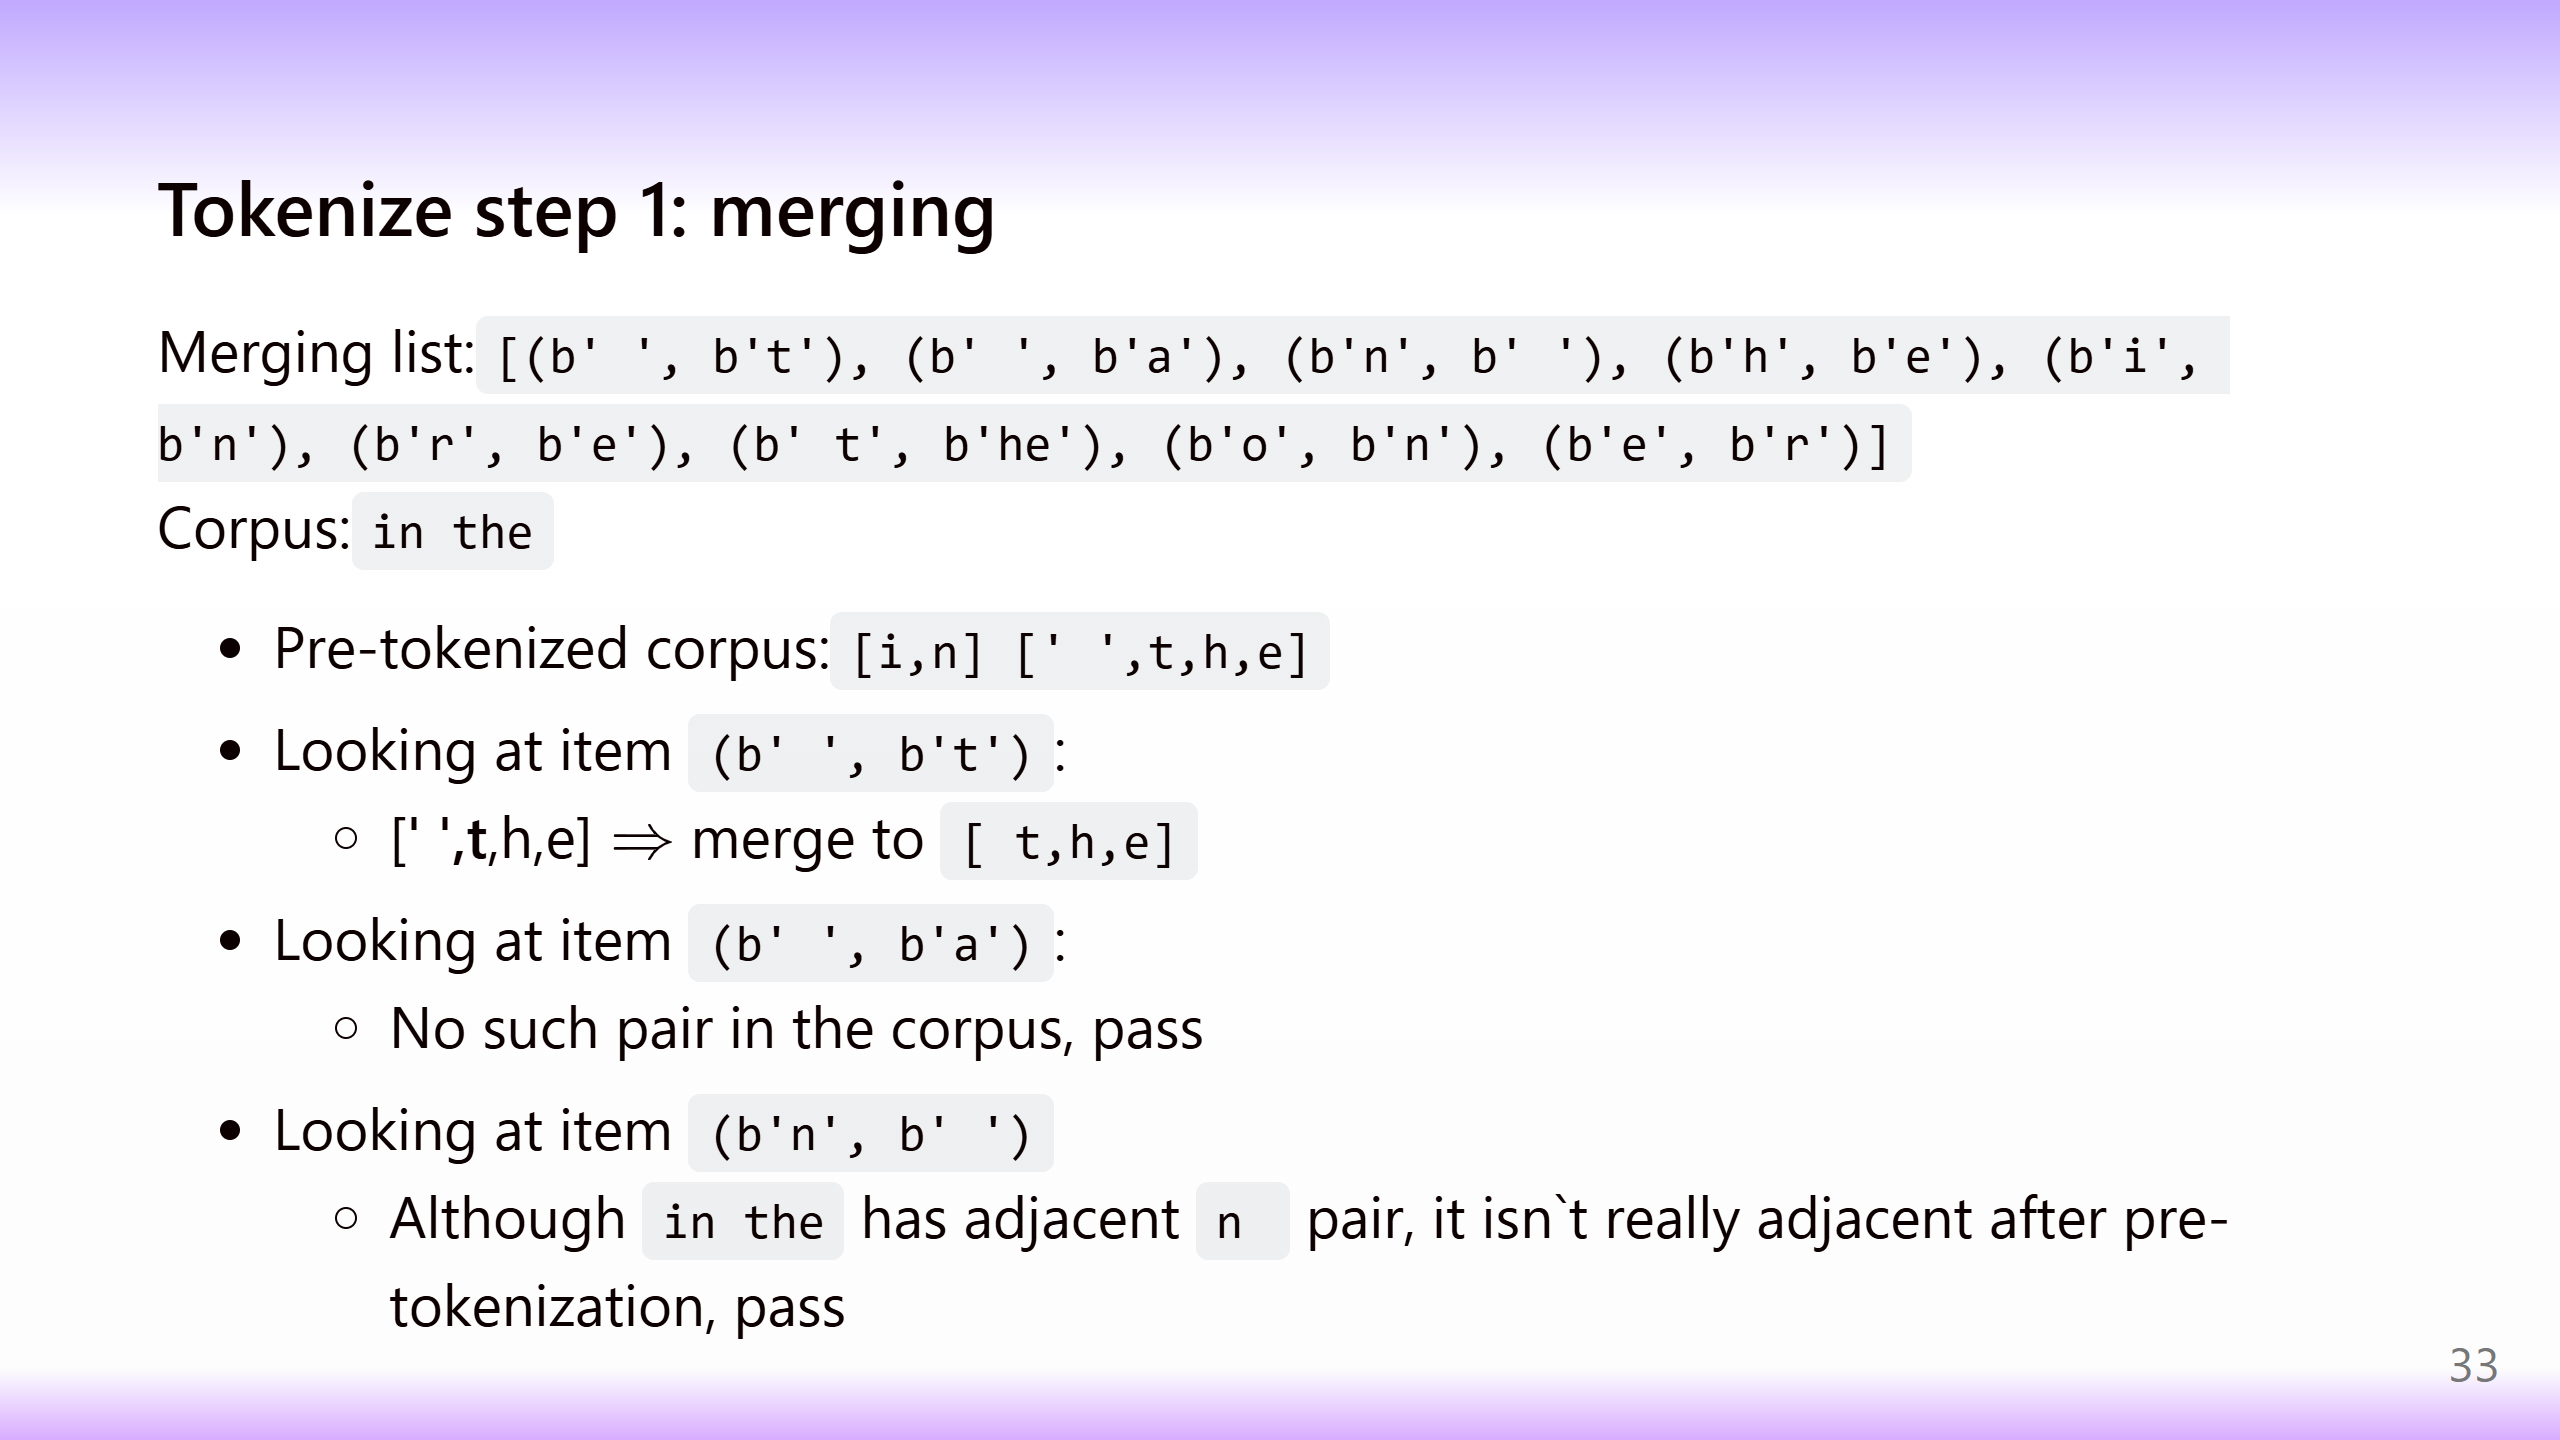 Tokenize step 1: merging
Merging list: [(b' ', b't'), (b' ', b'a'), (b'n', b' '), (b'h', b'e'), (b'i',
b'n'), (b'r', b'e'), (b' t', b'he'), (b'o', b'n'), (b'e', b'r')]
Corpus: in the
• Pre-tokenized corpus: [i,n] [' ',t,h,e]
• Looking at item (b' ', b't'):
○ [' ',t,h,e] ⇒ merge to [ t,h,e]
• Looking at item (b' ', b'a'):
○ No such pair in the corpus, pass
• Looking at item (b'n', b' ')
○ Although in the has adjacent n  pair, it isn`t really adjacent after pre-
tokenization, pass
33